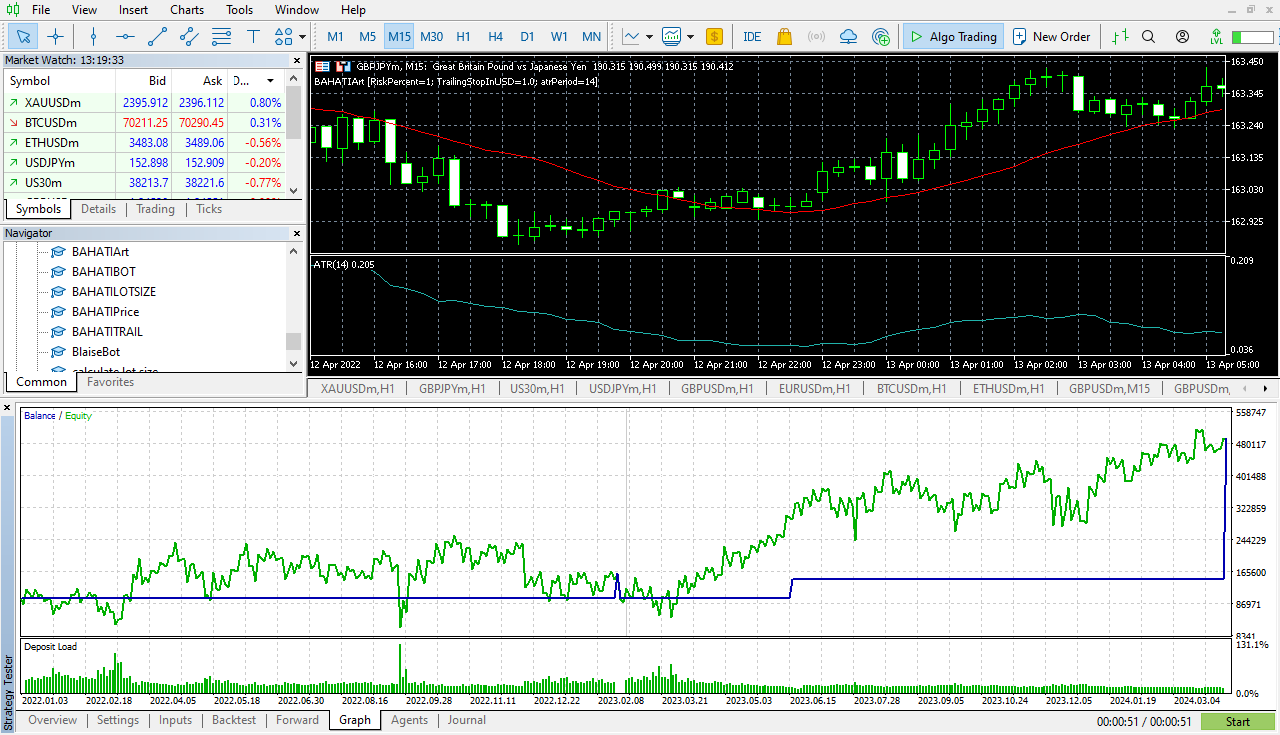 File View Insert Charts Tools Window Help
M1 M5 M15 M30 H1 H4 D1 W1 MN $ IDE Algo Trading New Order LVL
Market Watch: 13:19:33
Symbol Bid Ask D...
XAUUSDm 2395.912 2396.112 0.80%
BTCUSDm 70211.25 70290.45 0.31%
ETHUSDm 3483.08 3489.06 -0.56%
USDJPYm 152.898 152.909 -0.20%
US30m 38213.7 38221.6 -0.77%
Symbols Details Trading Ticks
Navigator
BAHATIArt
BAHATIBOT
BAHATILOTSIZE
BAHATIPrice
BAHATITRAIL
BlaiseBot
calculate lot size
Common Favorites
GBPJPYm, M15: Great Britain Pound vs Japanese Yen 190.315 190.499 190.315 190.412
BAHATIArt [RiskPercent=1; TrailingStopInUSD=1.0; atrPeriod=14]
163.450
163.345
163.240
163.135
163.030
162.925
ATR(14) 0.205
0.209
0.036
12 Apr 2022 12 Apr 16:00 12 Apr 17:00 12 Apr 18:00 12 Apr 19:00 12 Apr 20:00 12 Apr 21:00 12 Apr 22:00 12 Apr 23:00 13 Apr 00:00 13 Apr 01:00 13 Apr 02:00 13 Apr 03:00 13 Apr 04:00 13 Apr 05:00
XAUUSDm,H1 GBPJPYm,H1 US30m,H1 USDJPYm,H1 GBPUSDm,H1 EURUSDm,H1 BTCUSDm,H1 ETHUSDm,H1 GBPUSDm,M15 GBPUSDm,
Balance / Equity
558747
480117
401488
322859
244229
165600
86971
8341
Deposit Load
131.1%
0.0%
2022.01.03 2022.02.18 2022.04.05 2022.05.18 2022.06.30 2022.08.16 2022.09.28 2022.11.11 2022.12.22 2023.02.08 2023.03.23 2023.05.03 2023.06.15 2023.07.28 2023.09.05 2023.10.24 2023.12.05 2024.01.19 2024.03.04
Strategy Tester
Overview Settings Inputs Backtest Forward Graph Agents Journal
00:00:51 / 00:00:51 Start